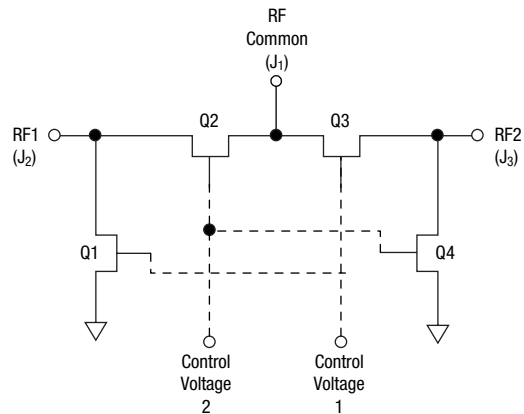 RF
Common
(J₁)
RF1
(J₂)
Q2
Q3
RF2
(J₃)
Q1
Q4
Control
Voltage
2
Control
Voltage
1